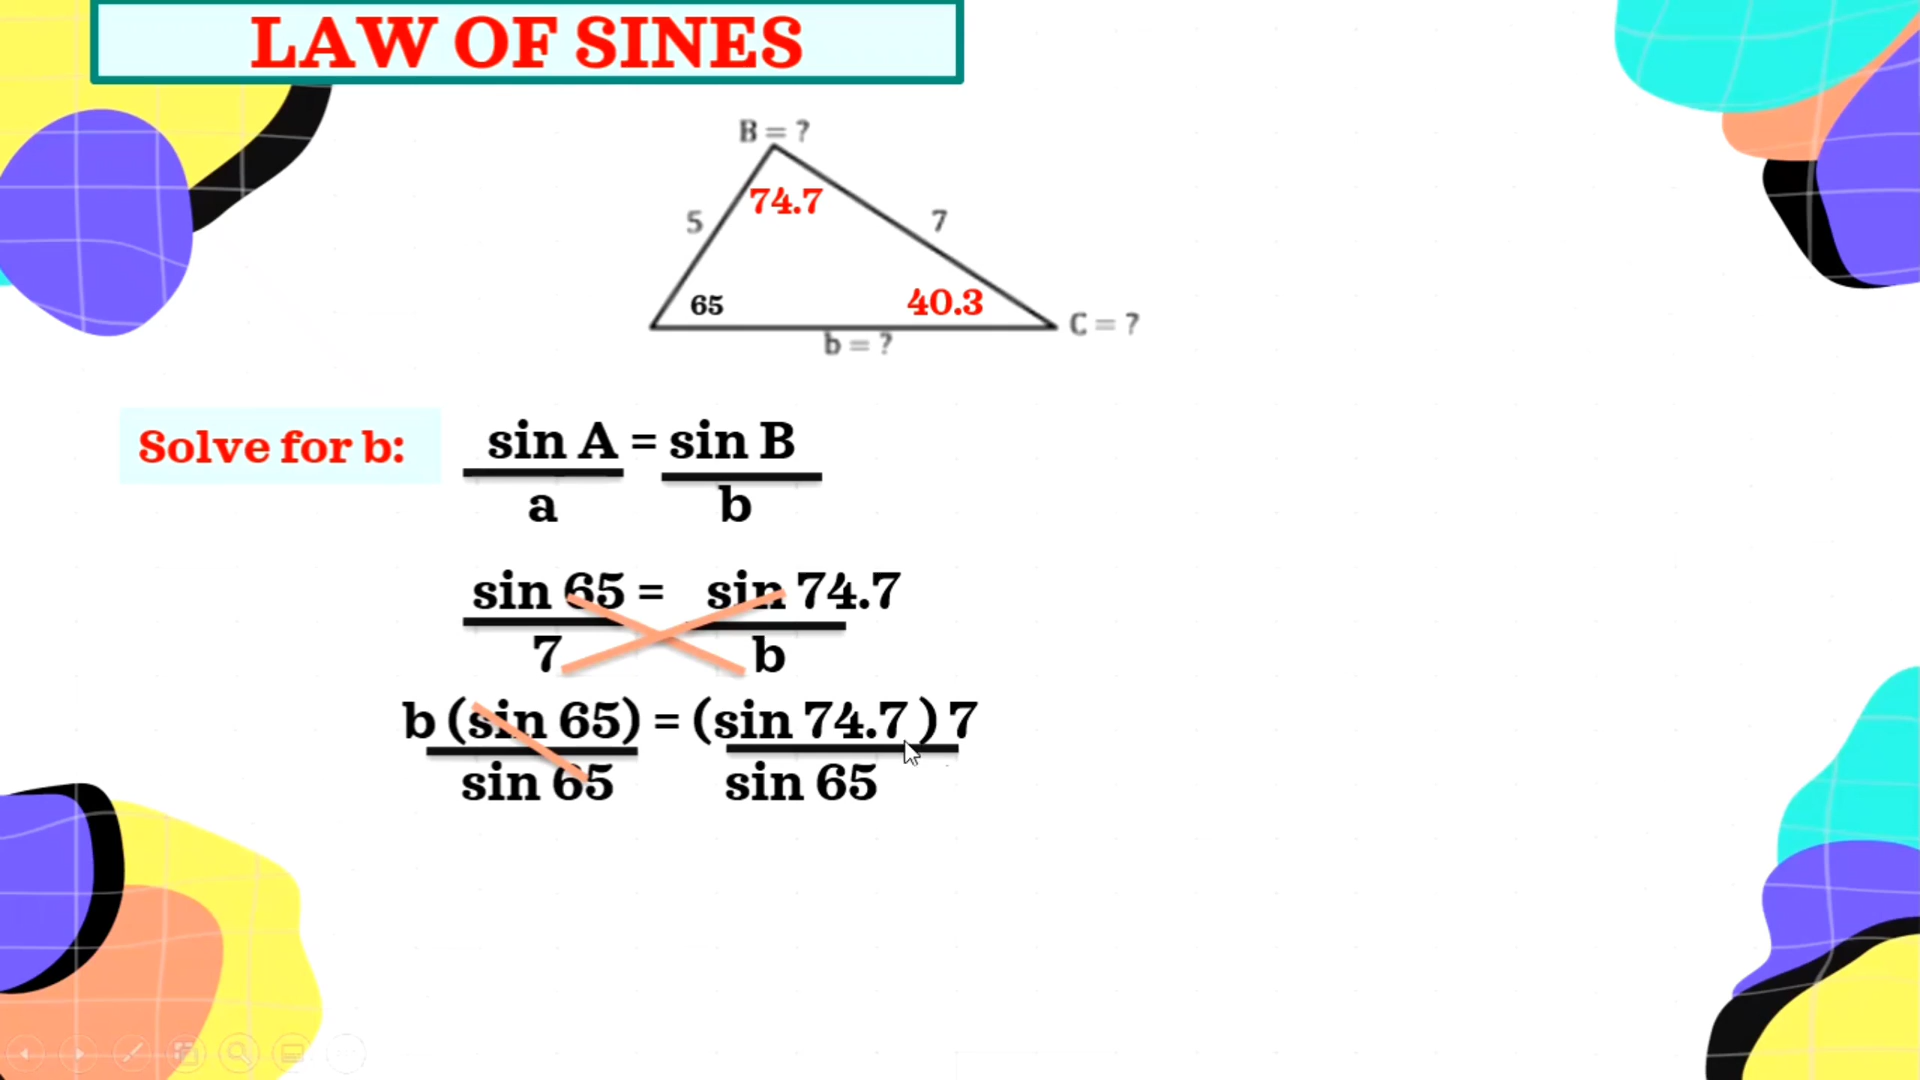 LAW OF SINES
B = ?
74.7
5
7
65
40.3
C = ?
b = ?
Solve for b:
sin A = sin B
a b
sin 65 = sin 74.7
7 b
b (sin 65) = (sin 74.7 ) 7
sin 65 sin 65